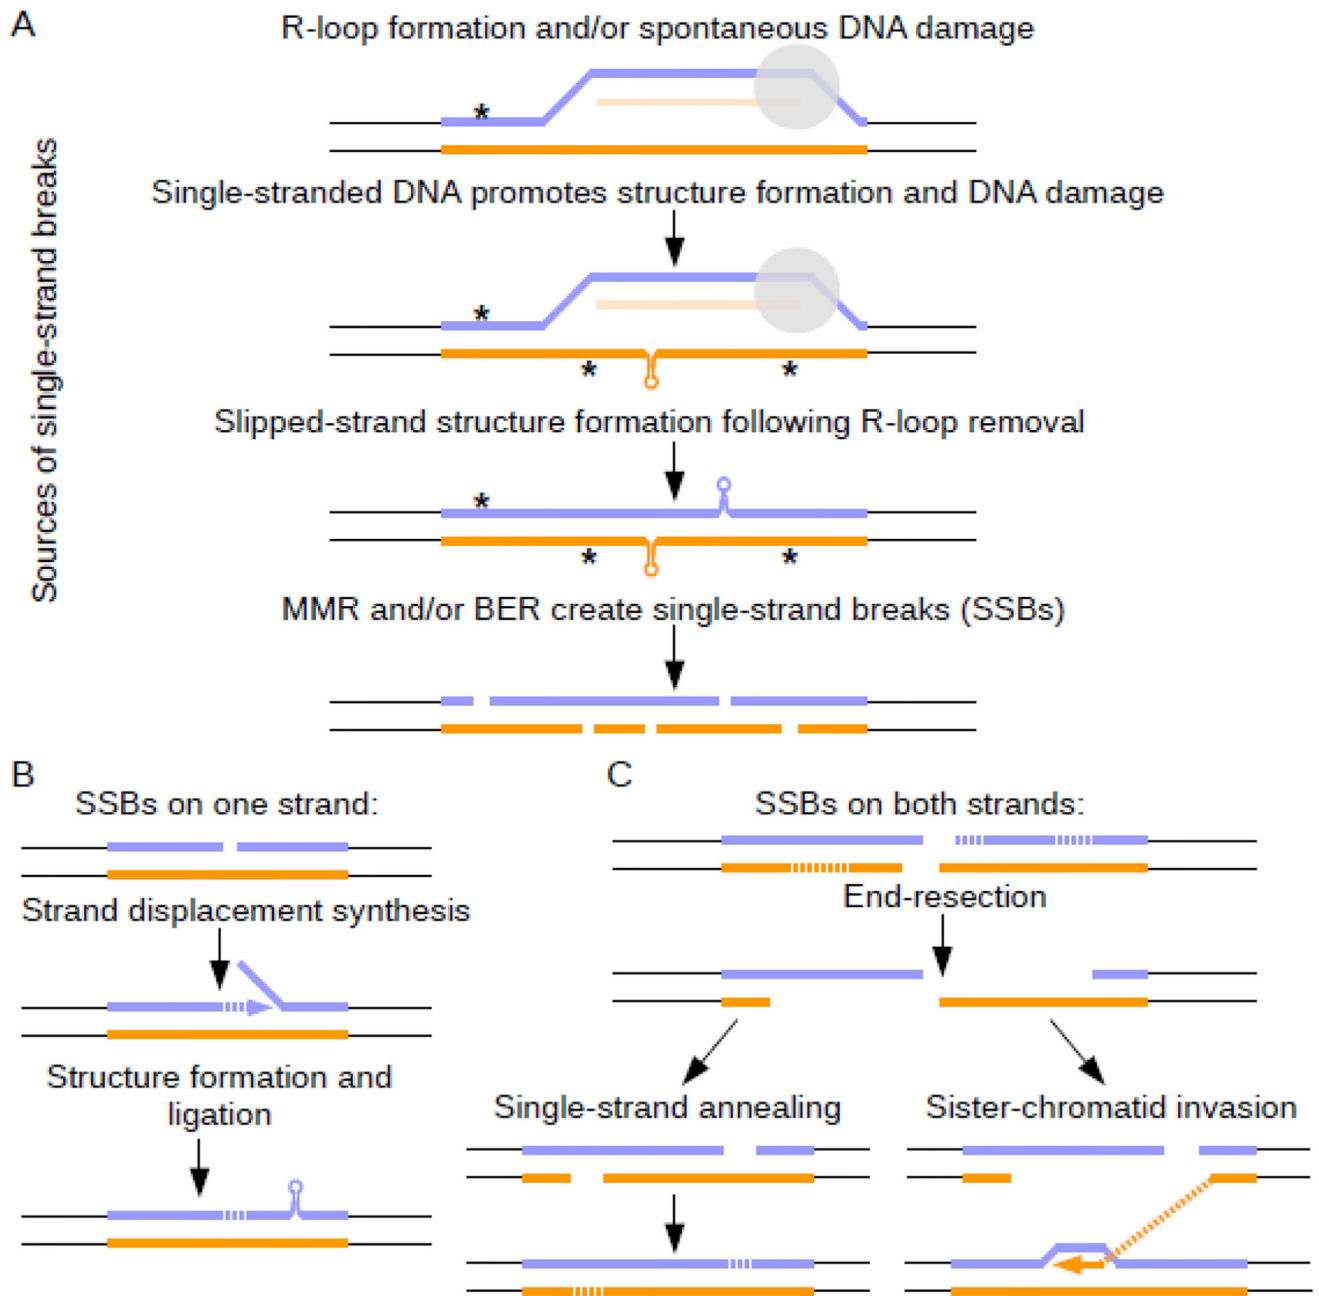 A
R-loop formation and/or spontaneous DNA damage
*
Single-stranded DNA promotes structure formation and DNA damage
*
* *
Slipped-strand structure formation following R-loop removal
*
* *
MMR and/or BER create single-strand breaks (SSBs)
Sources of single-strand breaks
B
SSBs on one strand:
Strand displacement synthesis
Structure formation and
ligation
C
SSBs on both strands:
End-resection
Single-strand annealing
Sister-chromatid invasion